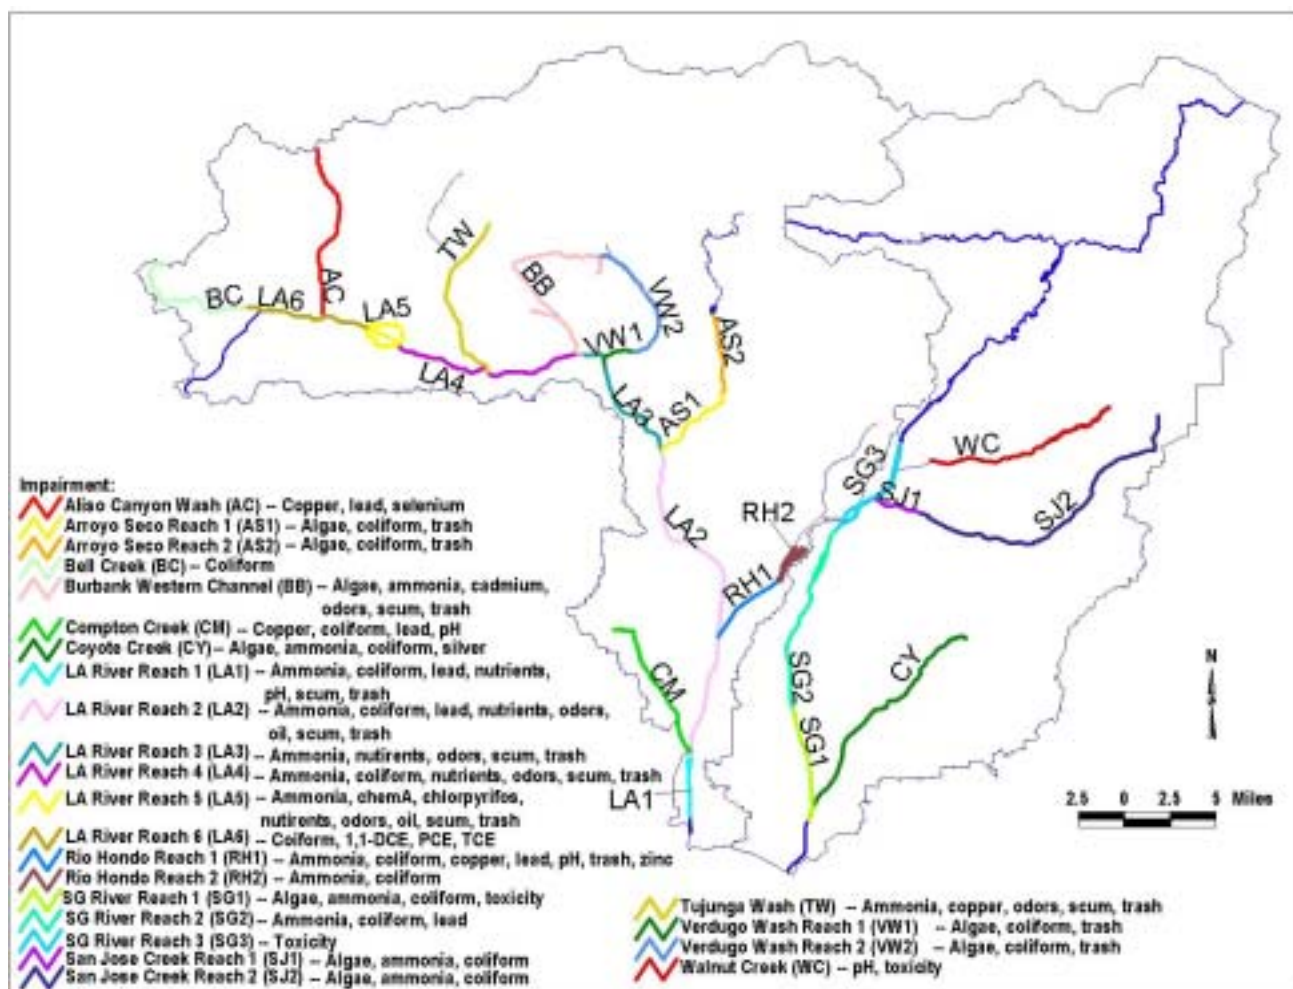 TW
BB
VW2
AC
BC
LA6
LA5
VW1
AS2
LA4
LA3
AS1
WC
SG3
SJ1
SJ2
RH2
LA2
RH1
CM
SG2
CY
SG1
LA1
N
2.5 0 5 Miles
Impairment:
Aliso Canyon Wash (AC) -- Copper, lead, selenium
Arroyo Seco Reach 1 (AS1) -- Algae, coliform, trash
Arroyo Seco Reach 2 (AS2) -- Algae, coliform, trash
Bell Creek (BC) -- Coliform
Burbank Western Channel (BB) -- Algae, ammonia, cadmium,
odors, scum, trash
Compton Creek (CM) -- Copper, coliform, lead, pH
Coyote Creek (CY) -- Algae, ammonia, coliform, silver
LA River Reach 1 (LA1) -- Ammonia, coliform, lead, nutrients,
pH, scum, trash
LA River Reach 2 (LA2) -- Ammonia, coliform, lead, nutrients, odors,
oil, scum, trash
LA River Reach 3 (LA3) -- Ammonia, nutirents, odors, scum, trash
LA River Reach 4 (LA4) -- Ammonia, coliform, nutrients, odors, scum, trash
LA River Reach 5 (LA5) -- Ammonia, chemA, chlorpyrifos,
nutirents, odors, oil, scum, trash
LA River Reach 6 (LA6) -- Coiform, 1,1-DCE, PCE, TCE
Rio Hondo Reach 1 (RH1) -- Ammonia, coliform, copper, lead, pH, trash, zinc
Rio Hondo Reach 2 (RH2) -- Ammonia, coliform
SG River Reach 1 (SG1) -- Algae, ammonia, coliform, toxicity
SG River Reach 2 (SG2) -- Ammonia, coliform, lead
SG River Reach 3 (SG3) -- Toxicity
San Jose Creek Reach 1 (SJ1) -- Algae, ammonia, coliform
San Jose Creek Reach 2 (SJ2) -- Algae, ammonia, coliform
Tujunga Wash (TW) -- Ammonia, copper, odors, scum, trash
Verdugo Wash Reach 1 (VW1) -- Algae, coliform, trash
Verdugo Wash Reach 2 (VW2) -- Algae, coliform, trash
Walnut Creek (WC) -- pH, toxicity